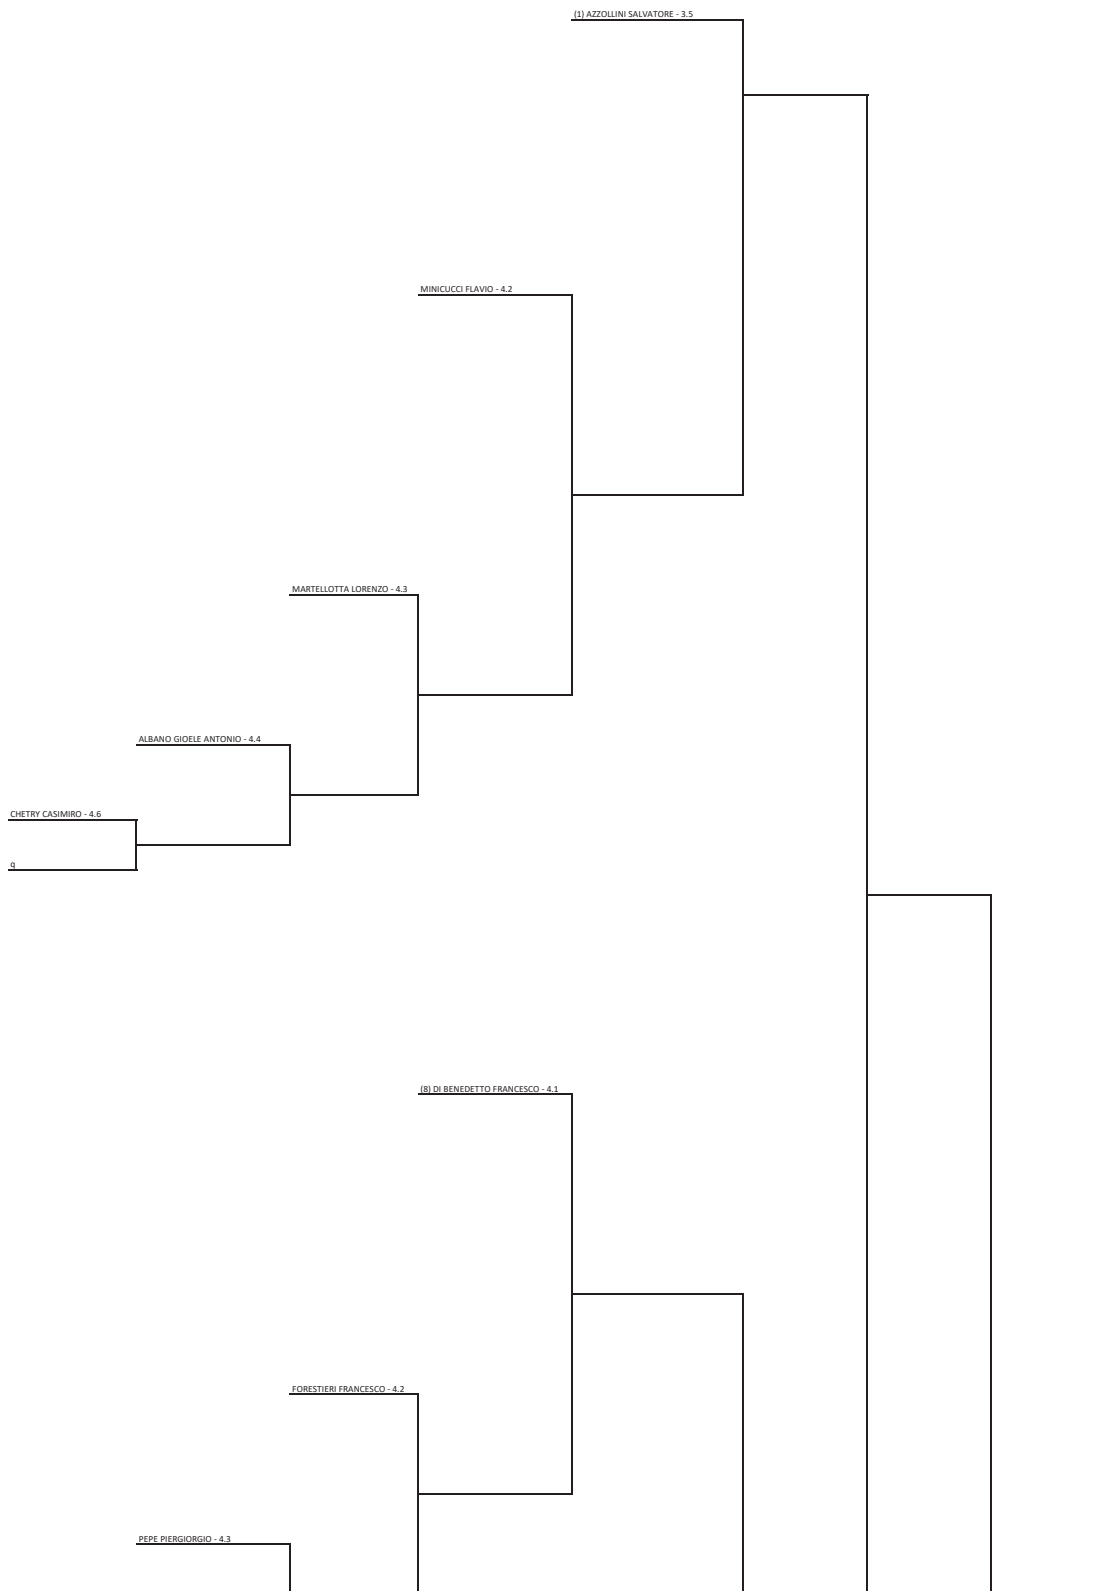 (1) AZZOLLINI SALVATORE - 3.5
MINICUCCI FLAVIO - 4.2
MARTELLOTTA LORENZO - 4.3
ALBANO GIOELE ANTONIO - 4.4
CHETRY CASIMIRO - 4.6
q
(8) DI BENEDETTO FRANCESCO - 4.1
FORESTIERI FRANCESCO - 4.2
PEPE PIERGIORGIO - 4.3